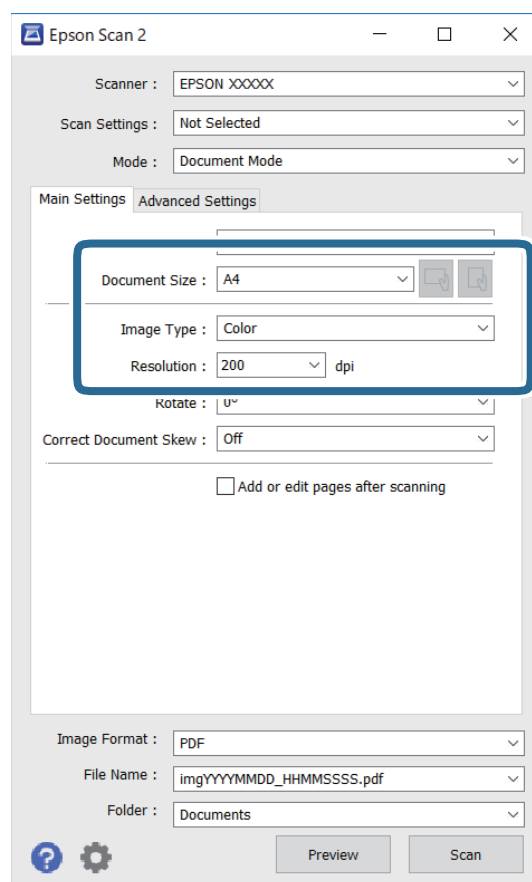 Epson Scan 2
Scanner : EPSON XXXXX
Scan Settings : Not Selected
Mode : Document Mode
Main Settings Advanced Settings
Document Size : A4
Image Type : Color
Resolution : 200 dpi
Rotate : 0°
Correct Document Skew : Off
Add or edit pages after scanning
Image Format : PDF
File Name : imgYYYYMMDD_HHMMSSSS.pdf
Folder : Documents
? Preview Scan